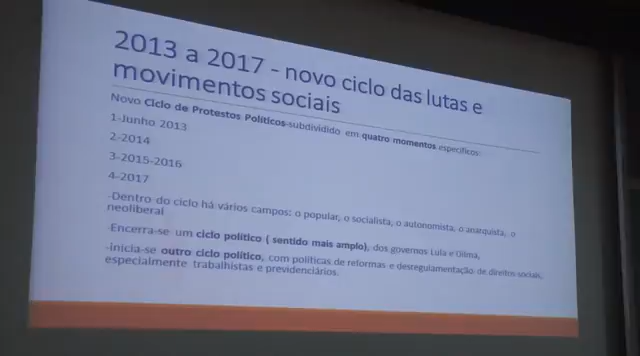 2013 a 2017 - novo ciclo das lutas e
movimentos sociais
Novo Ciclo de Protestos Políticos-subdividido em quatro momentos específicos:
1-Junho 2013
2-2014
3-2015-2016
4-2017
-Dentro do ciclo há vários campos: o popular, o socialista, o autonomista, o anarquista, o
neoliberal
-Encerra-se um ciclo político ( sentido mais amplo), dos governos Lula e Dilma,
-Inicia-se outro ciclo político, com políticas de reformas e desregulamentação de direitos sociais,
especialmente trabalhistas e previdenciários.